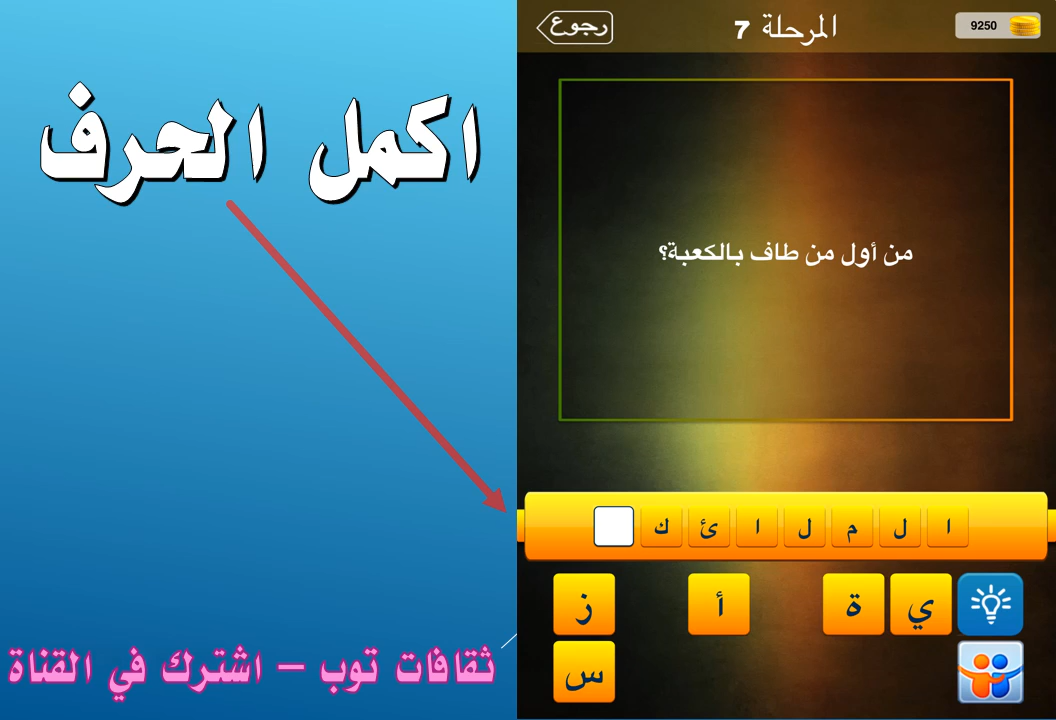 اكمل الحرف
ثقافات توب – اشترك في القناة
رجوع
المرحلة 7
9250
من أول من طاف بالكعبة؟
ا ل م ل ا ئ ك
ي ة أ ز
س